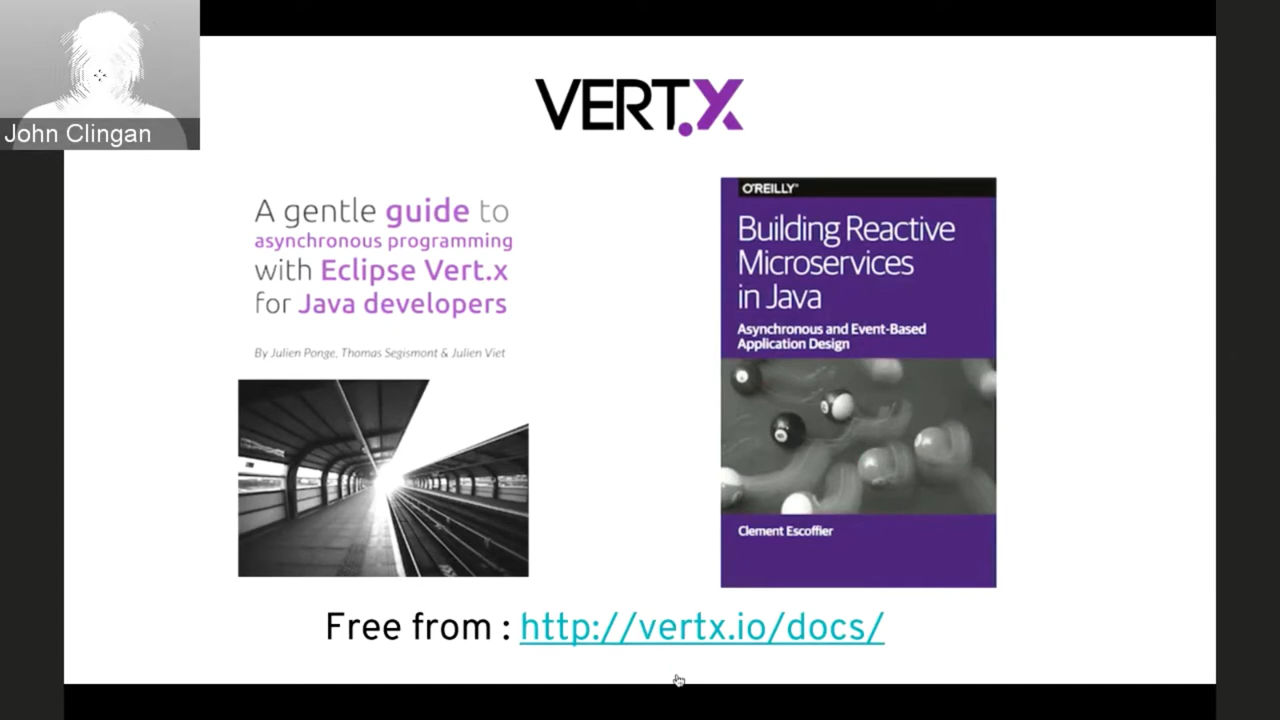 John Clingan
VERT.X
A gentle guide to
asynchronous programming
with Eclipse Vert.x
for Java developers
By Julien Ponge, Thomas Segismont & Julien Viet
O'REILLY®
Building Reactive
Microservices
in Java
Asynchronous and Event-Based
Application Design
Clement Escoffier
Free from : http://vertx.io/docs/